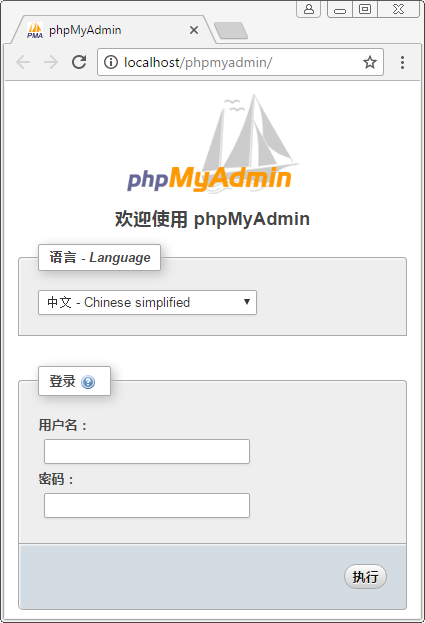 PMA phpMyAdmin
localhost/phpmyadmin/
phpMyAdmin
欢迎使用 phpMyAdmin
语言 - Language
中文 - Chinese simplified
登录
用户名：
密码：
执行